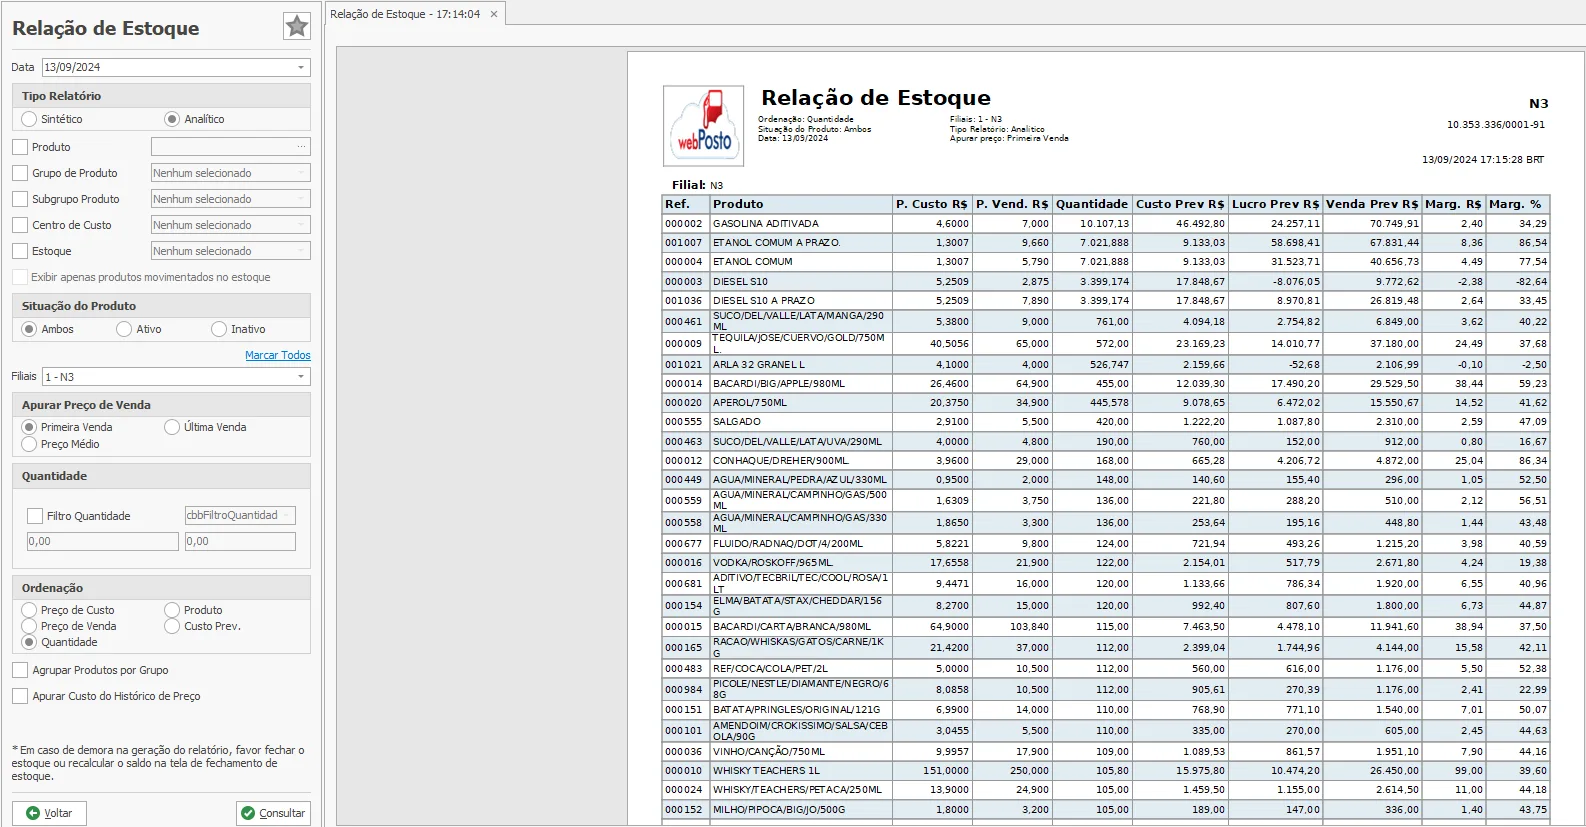 Relação de Estoque
Data 13/09/2024
Tipo Relatório
Sintético Analítico
Produto ...
Grupo de Produto Nenhum selecionado
Subgrupo Produto Nenhum selecionado
Centro de Custo Nenhum selecionado
Estoque Nenhum selecionado
Exibir apenas produtos movimentados no estoque
Situação do Produto
Ambos Ativo Inativo
Marcar Todos
Filiais 1 - N3
Apurar Preço de Venda
Primeira Venda Última Venda
Preço Médio
Quantidade
Filtro Quantidade cbbFiltroQuantidad
0,00 0,00
Ordenação
Preço de Custo Produto
Preço de Venda Custo Prev.
Quantidade
Agrupar Produtos por Grupo
Apurar Custo do Histórico de Preço
* Em caso de demora na geração do relatório, favor fechar o
estoque ou recalcular o saldo na tela de fechamento de
estoque.
Voltar Consultar
Relação de Estoque - 17:14:04 ×
webPosto
Relação de Estoque
N3
Ordenação: Quantidade Filiais: 1 - N3
10.353.336/0001-91
Situação do Produto: Ambos Tipo Relatório: Analítico
Data: 13/09/2024 Apurar preço: Primeira Venda
13/09/2024 17:15:28 BRT
Filial: N3
Ref. Produto P. Custo R$ P. Vend. R$ Quantidade Custo Prev R$ Lucro Prev R$ Venda Prev R$ Marg. R$ Marg. %
000002 GASOLINA ADITIVADA 4,6000 7,000 10.107,13 46.492,80 24.257,11 70.749,91 2,40 34,29
001007 ETANOL COMUM A PRAZO. 1,3007 9,660 7.021,888 9.133,03 58.698,41 67.831,44 8,36 86,54
000004 ETANOL COMUM 1,3007 5,790 7.021,888 9.133,03 31.523,71 40.656,73 4,49 77,54
000003 DIESEL S10 5,2509 2,875 3.399,174 17.848,67 -8.076,05 9.772,62 -2,38 -82,64
001036 DIESEL S10 A PRAZO 5,2509 7,890 3.399,174 17.848,67 8.970,81 26.819,48 2,64 33,45
000461 SUCO/DEL/VALLE/LATA/MANGA/290
ML 5,3800 9,000 761,00 4.094,18 2.754,82 6.849,00 3,62 40,22
000009 TEQUILA/JOSE/CUERVO/GOLD/750M
L. 40,5056 65,000 572,00 23.169,23 14.010,77 37.180,00 24,49 37,68
001021 ARLA 32 GRANEL L 4,1000 4,000 526,747 2.159,66 -52,68 2.106,99 -0,10 -2,50
000014 BACARDI/BIG/APPLE/980ML 26,4600 64,900 455,00 12.039,30 17.490,20 29.529,50 38,44 59,23
000020 APEROL/750ML 20,3750 34,900 445,578 9.078,65 6.472,02 15.550,67 14,52 41,62
000555 SALGADO 2,9100 5,500 420,00 1.222,20 1.087,80 2.310,00 2,59 47,09
000463 SUCO/DEL/VALLE/LATA/UVA/290ML 4,0000 4,800 190,00 760,00 152,00 912,00 0,80 16,67
000012 CONHAQUE/DREHER/900ML. 3,9600 29,000 168,00 665,28 4.206,72 4.872,00 25,04 86,34
000449 AGUA/MINERAL/PEDRA/AZUL/330ML 0,9500 2,000 148,00 140,60 155,40 296,00 1,05 52,50
000559 AGUA/MINERAL/CAMPINHO/GAS/500
ML 1,6309 3,750 136,00 221,80 288,20 510,00 2,12 56,51
000558 AGUA/MINERAL/CAMPINHO/GAS/330
ML 1,8650 3,300 136,00 253,64 195,16 448,80 1,44 43,48
000677 FLUIDO/RADNAQ/DOT/4/200ML 5,8221 9,800 124,00 721,94 493,26 1.215,20 3,98 40,59
000016 VODKA/ROSKOFF/965ML. 17,6558 21,900 122,00 2.154,01 517,79 2.671,80 4,24 19,38
000681 ADITIVO/TECBRIL/TEC/COOL/ROSA/1
LT 9,4471 16,000 120,00 1.133,66 786,34 1.920,00 6,55 40,96
000154 ELMA/BATATA/STAX/CHEDDAR/156
G 8,2700 15,000 120,00 992,40 807,60 1.800,00 6,73 44,87
000015 BACARDI/CARTA/BRANCA/980ML 64,9000 103,840 115,00 7.463,50 4.478,10 11.941,60 38,94 37,50
000165 RACAO/WHISKAS/GATOS/CARNE/1K
G 21,4200 37,000 112,00 2.399,04 1.744,96 4.144,00 15,58 42,11
000483 REF/COCA/COLA/PET/2L 5,0000 10,500 112,00 560,00 616,00 1.176,00 5,50 52,38
000984 PICOLE/NESTLE/DIAMANTE/NEGRO/6
8G 8,0858 10,500 112,00 905,61 270,39 1.176,00 2,41 22,99
000151 BATATA/PRINGLES/ORIGINAL/121G 6,9900 14,000 110,00 768,90 771,10 1.540,00 7,01 50,07
000101 AMENDOIM/CROKISSIMO/SALSA/CEB
OLA/90G 3,0455 5,500 110,00 335,00 270,00 605,00 2,45 44,63
000036 VINHO/CANÇÃO/750ML 9,9957 17,900 109,00 1.089,53 861,57 1.951,10 7,90 44,16
000010 WHISKY TEACHERS 1L 151,0000 250,000 105,80 15.975,80 10.474,20 26.450,00 99,00 39,60
000024 WHISKY/TEACHERS/PETACA/250ML 13,9000 24,900 105,00 1.459,50 1.155,00 2.614,50 11,00 44,18
000152 MILHO/PIPOCA/BIG/JO/500G 1,8000 3,200 105,00 189,00 147,00 336,00 1,40 43,75